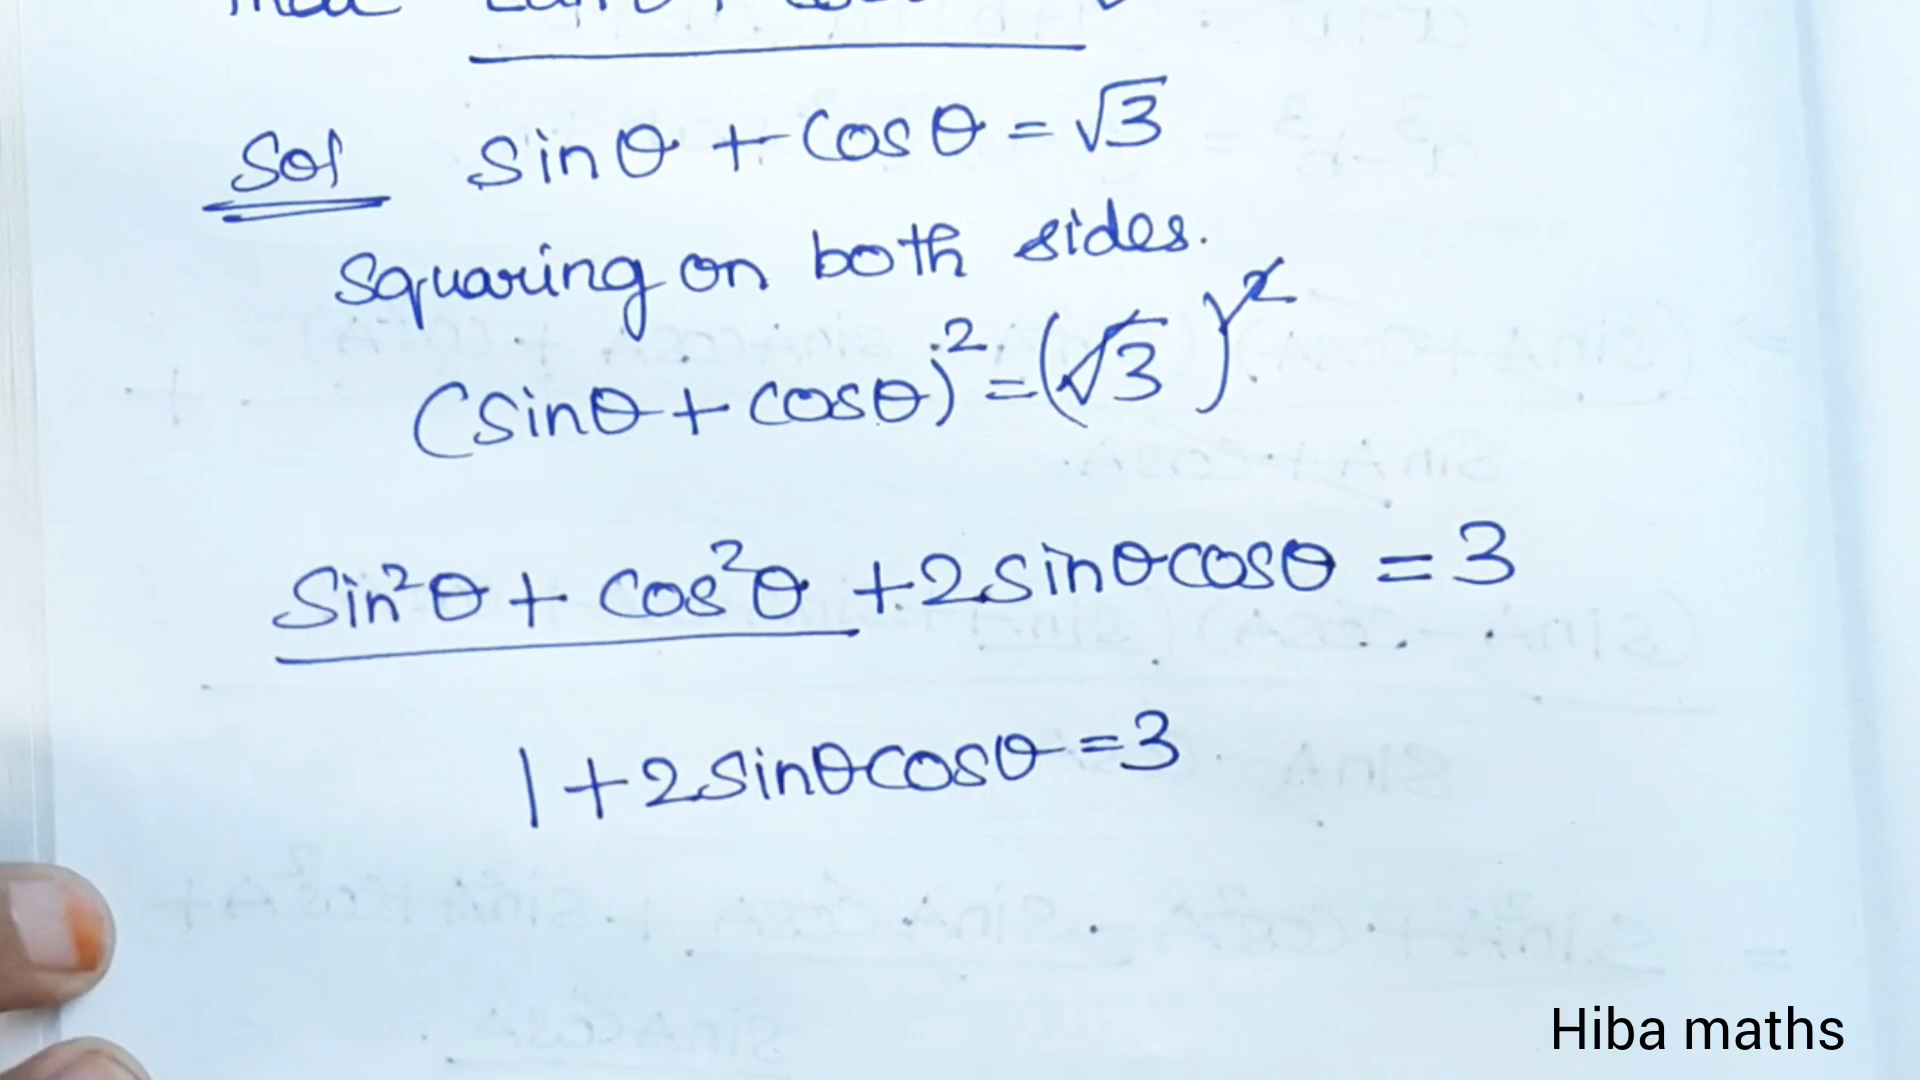 Sol sinθ + cosθ = √3
Squaring on both sides.
(sinθ + cosθ)² = (√3)²
Sin²θ + cos²θ + 2sinθcosθ = 3
1 + 2sinθcosθ = 3
Hiba maths